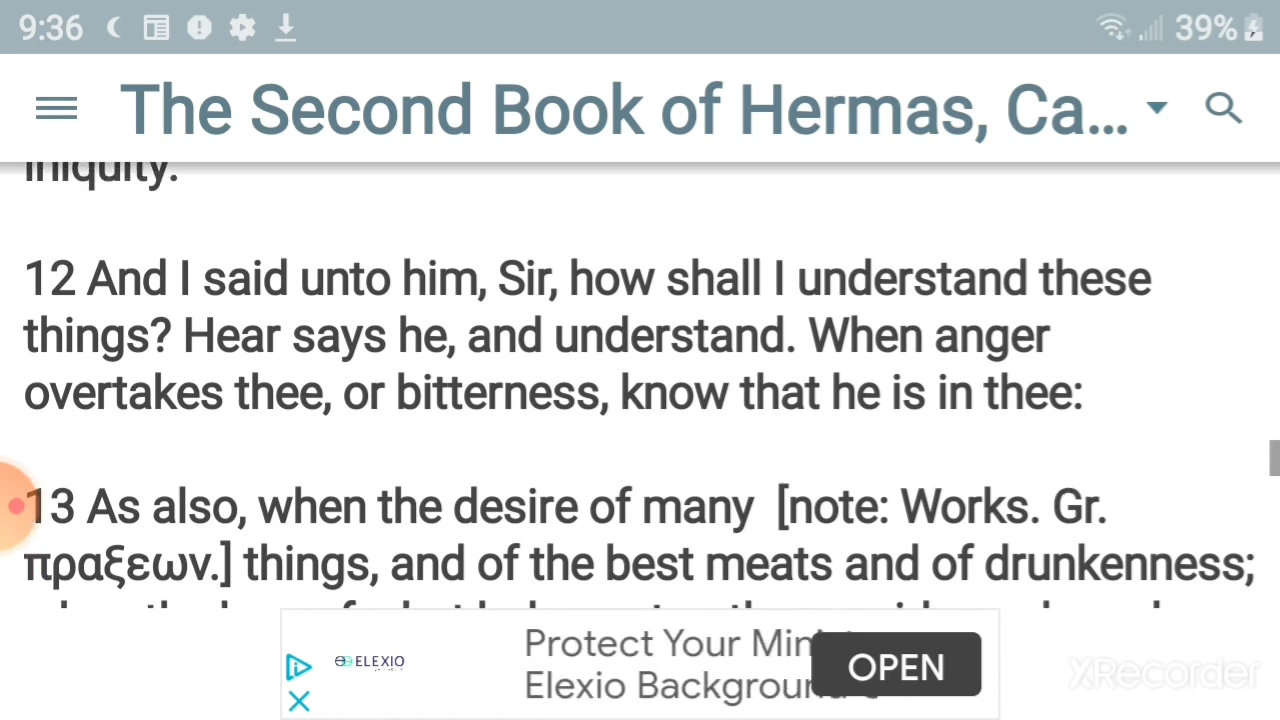 9:36
39%
The Second Book of Hermas, Ca...
iniquity.
12 And I said unto him, Sir, how shall I understand these
things? Hear says he, and understand. When anger
overtakes thee, or bitterness, know that he is in thee:
13 As also, when the desire of many [note: Works. Gr.
πραξεων.] things, and of the best meats and of drunkenness;
ELEXIO
Protect Your
Elexio
OPEN
XRecorder